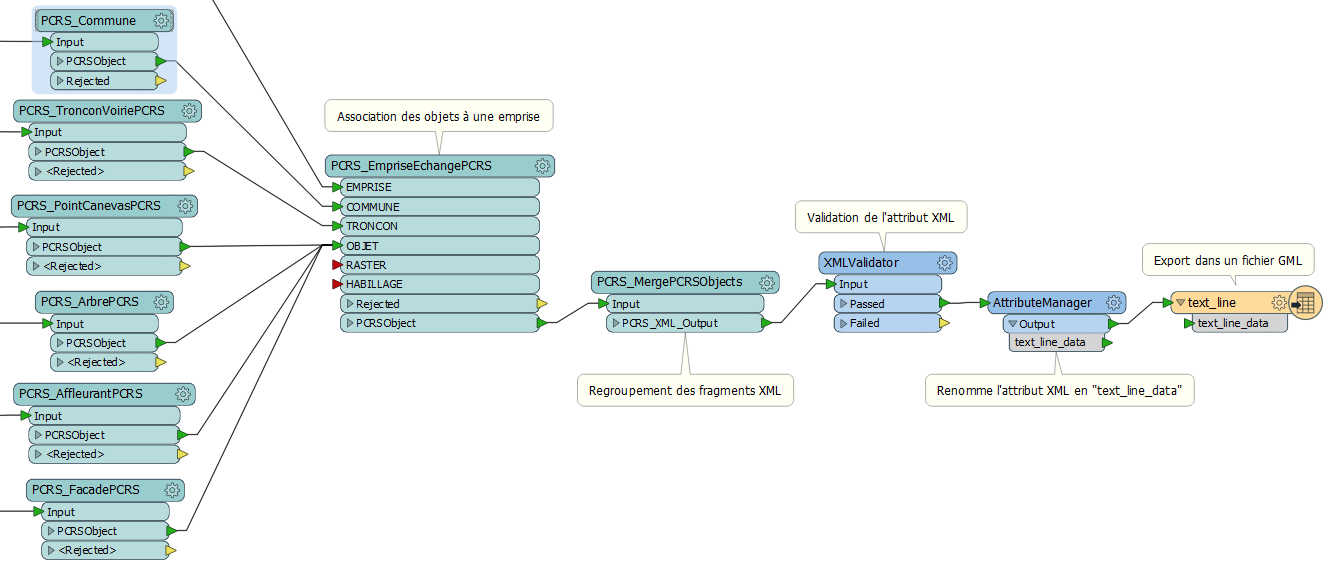 PCRS_Commune
Input
PCRSObject
Rejected
PCRS_TronconVoiriePCRS
Input
PCRSObject
<Rejected>
PCRS_PointCanevasPCRS
Input
PCRSObject
<Rejected>
PCRS_ArbrePCRS
Input
PCRSObject
<Rejected>
PCRS_AffleurantPCRS
Input
PCRSObject
<Rejected>
PCRS_FacadePCRS
Input
PCRSObject
<Rejected>
Association des objets à une emprise
PCRS_EmpriseEchangePCRS
EMPRISE
COMMUNE
TRONCON
OBJET
RASTER
HABILLAGE
Rejected
PCRSObject
PCRS_MergePCRSObjects
Input
PCRS_XML_Output
Regroupement des fragments XML
Validation de l'attribut XML
XMLValidator
Input
Passed
Failed
AttributeManager
Output
text_line_data
Renomme l'attribut XML en "text_line_data"
Export dans un fichier GML
text_line
text_line_data